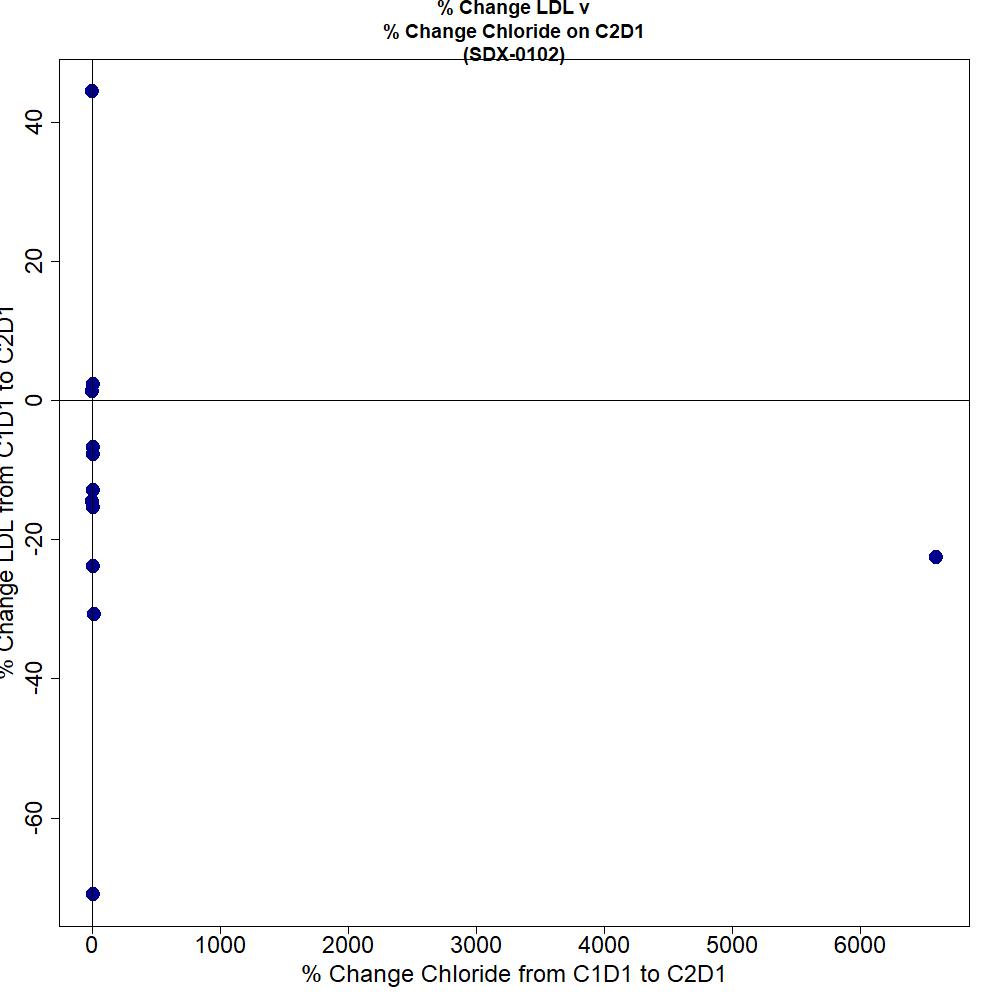 % Change LDL v
% Change Chloride on C2D1
(SDX-0102)
% Change LDL from C1D1 to C2D1
40
20
0
-20
-40
-60
0 1000 2000 3000 4000 5000 6000
% Change Chloride from C1D1 to C2D1